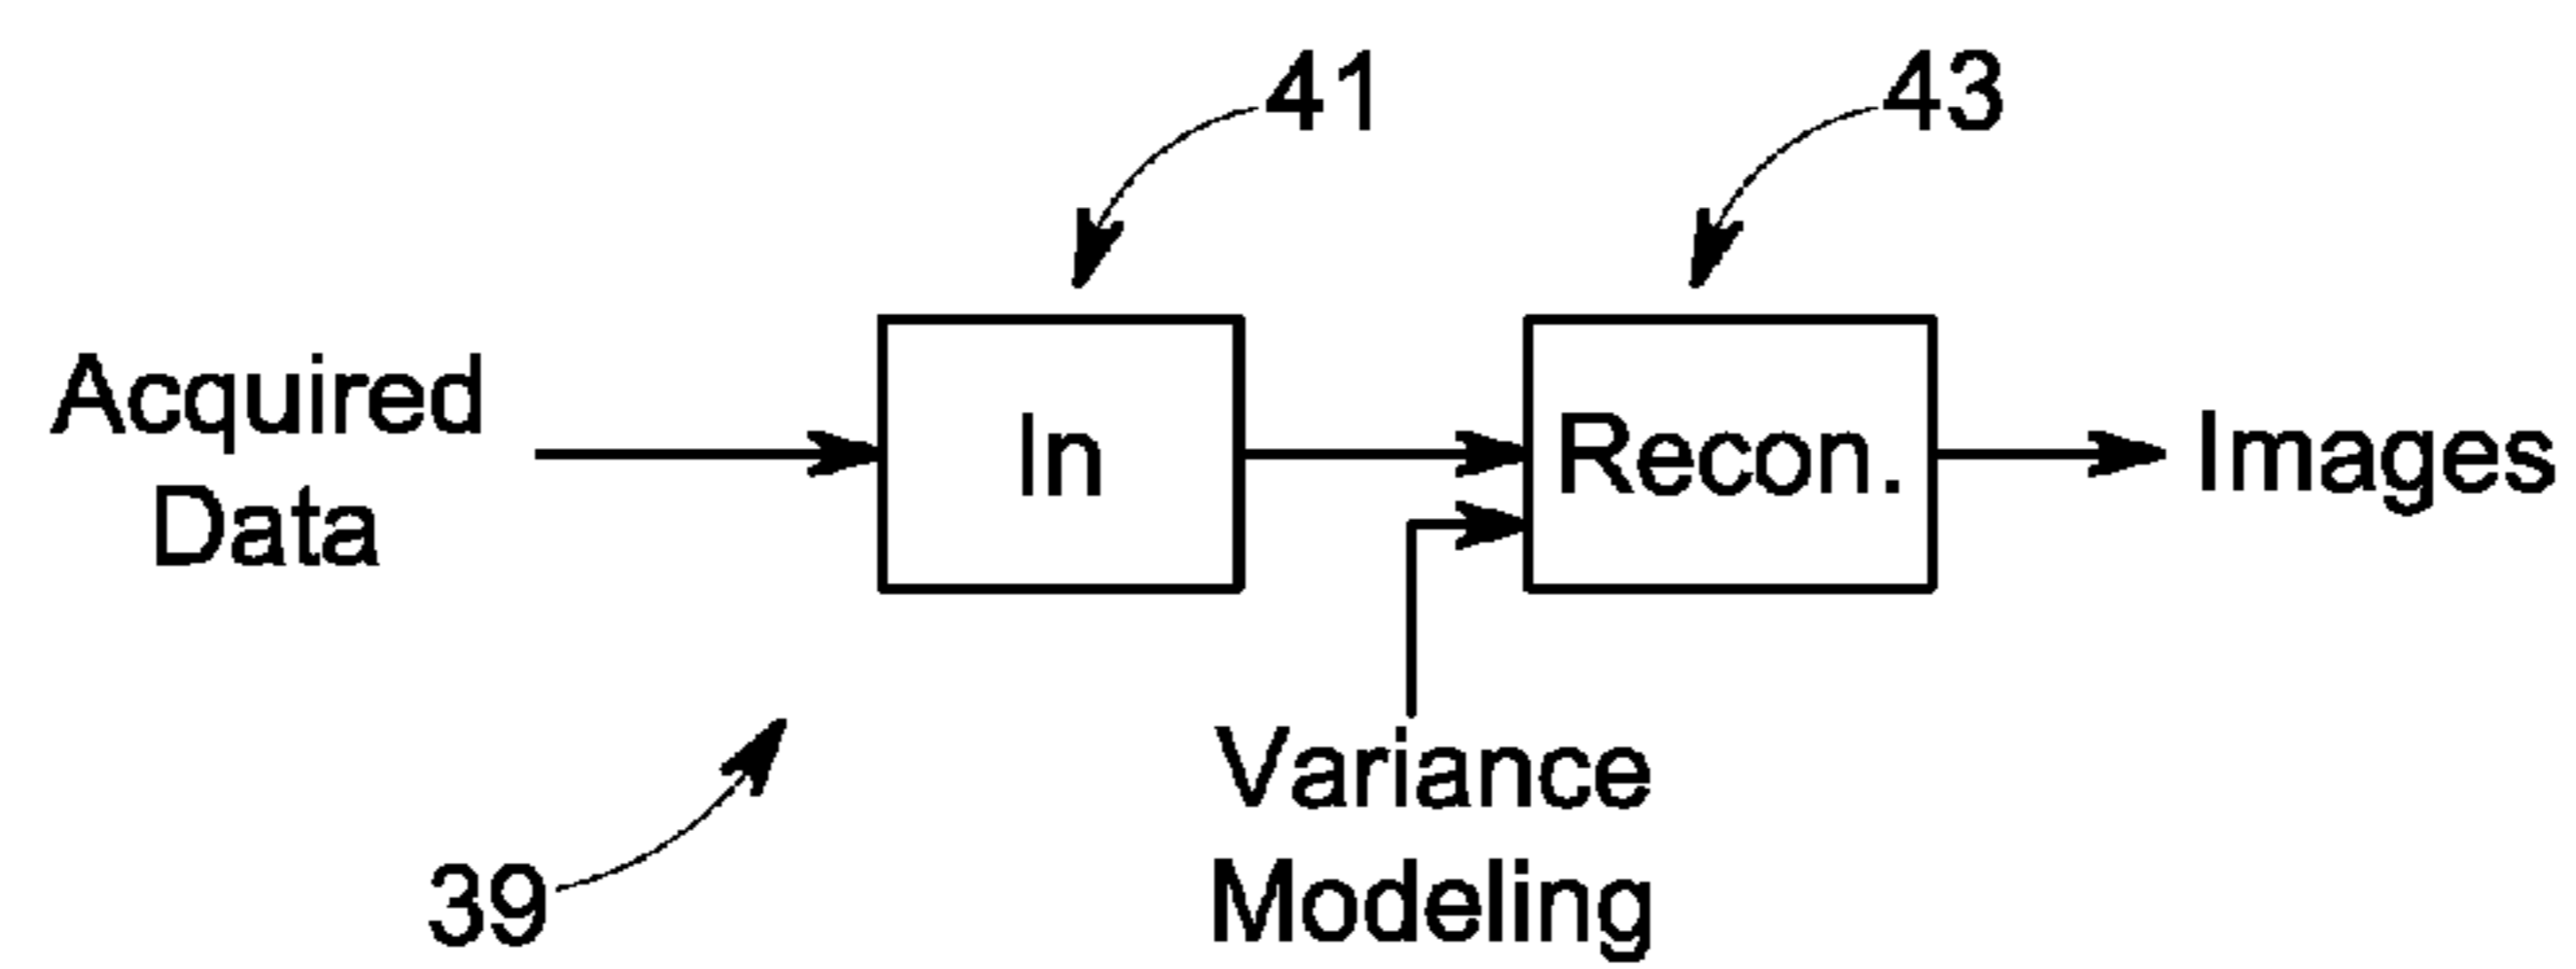 41
43
Acquired
Data
In
Recon.
Images
Variance
Modeling
39